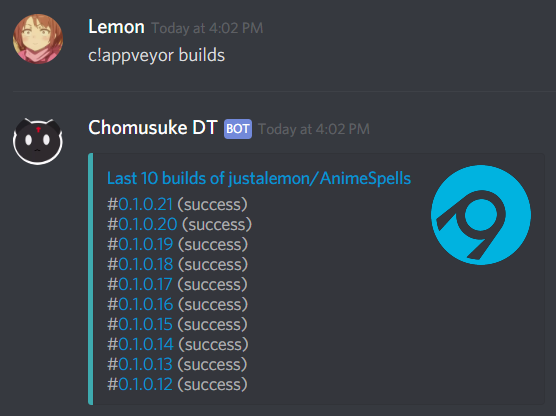 Lemon Today at 4:02 PM
c!appveyor builds
Chomusuke DT BOT Today at 4:02 PM
Last 10 builds of justalemon/AnimeSpells
#0.1.0.21 (success)
#0.1.0.20 (success)
#0.1.0.19 (success)
#0.1.0.18 (success)
#0.1.0.17 (success)
#0.1.0.16 (success)
#0.1.0.15 (success)
#0.1.0.14 (success)
#0.1.0.13 (success)
#0.1.0.12 (success)